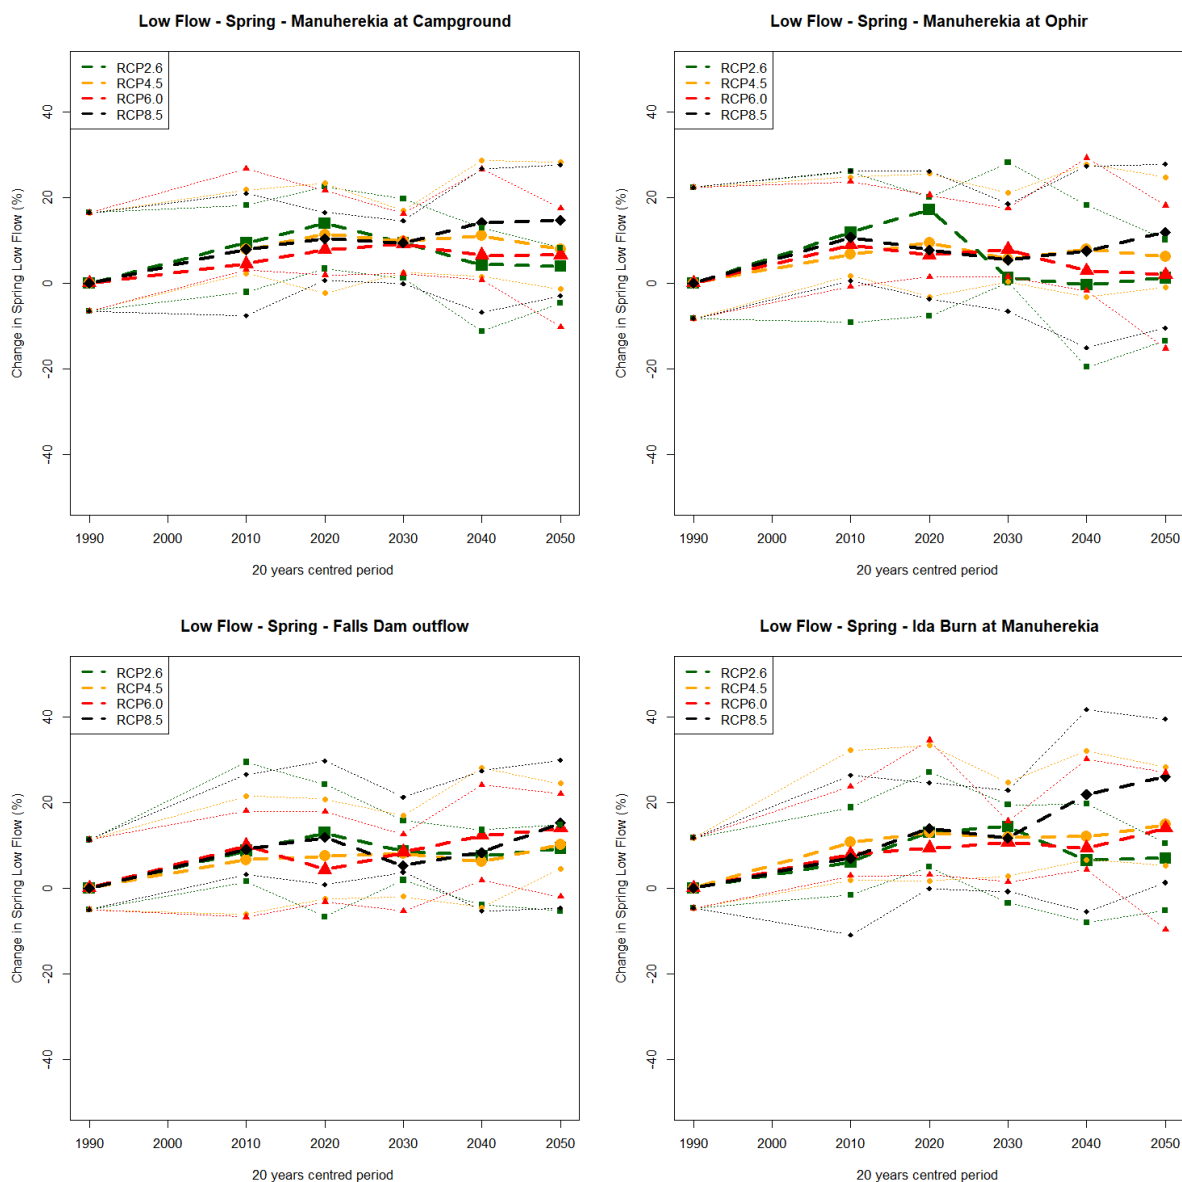 Low Flow - Spring - Manuherekia at Campground
RCP2.6
RCP4.5
RCP6.0
RCP8.5
Change in Spring Low Flow (%)
40
20
0
-20
-40
1990 2000 2010 2020 2030 2040 2050
20 years centred period
Low Flow - Spring - Manuherekia at Ophir
RCP2.6
RCP4.5
RCP6.0
RCP8.5
Change in Spring Low Flow (%)
40
20
0
-20
-40
1990 2000 2010 2020 2030 2040 2050
20 years centred period
Low Flow - Spring - Falls Dam outflow
RCP2.6
RCP4.5
RCP6.0
RCP8.5
Change in Spring Low Flow (%)
40
20
0
-20
-40
1990 2000 2010 2020 2030 2040 2050
20 years centred period
Low Flow - Spring - Ida Burn at Manuherekia
RCP2.6
RCP4.5
RCP6.0
RCP8.5
Change in Spring Low Flow (%)
40
20
0
-20
-40
1990 2000 2010 2020 2030 2040 2050
20 years centred period